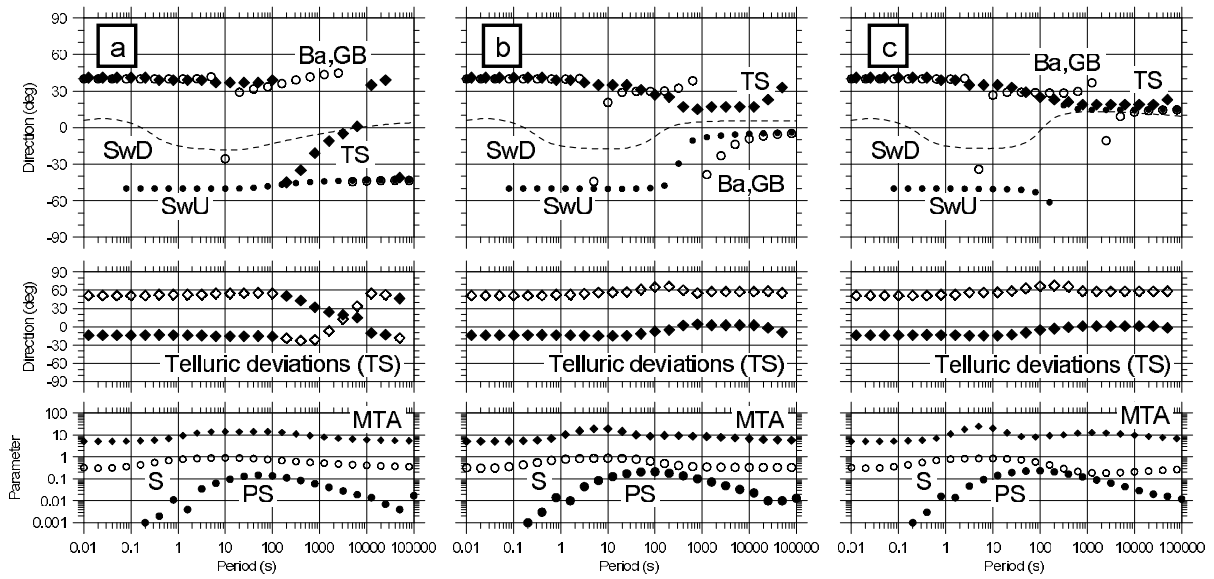 a
b
c
90
60
30
0
-30
-60
-90
Direction (deg)
Ba,GB
SwD
TS
SwU
TS
SwD
SwU
Ba,GB
Ba,GB
TS
SwD
SwU
90
60
30
0
-30
-60
-90
Direction (deg)
Telluric deviations (TS)
Telluric deviations (TS)
Telluric deviations (TS)
100
10
1
0.1
0.01
0.001
Parameter
MTA
S
PS
MTA
S
PS
MTA
S
PS
0.01 0.1 1 10 100 1000 10000 100000
0.01 0.1 1 10 100 1000 10000 100000
0.01 0.1 1 10 100 1000 10000 100000
Period (s)
Period (s)
Period (s)